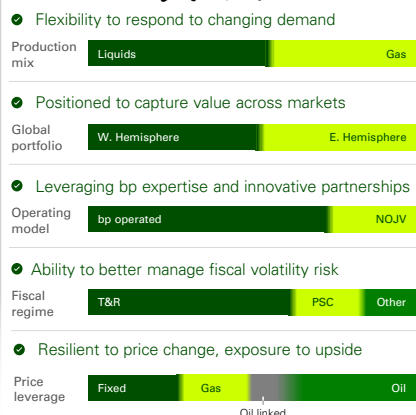 Flexibility to respond to changing demand
Production mix
Liquids
Gas
Positioned to capture value across markets
Global portfolio
W. Hemisphere
E. Hemisphere
Leveraging bp expertise and innovative partnerships
Operating model
bp operated
NOJV
Ability to better manage fiscal volatility risk
Fiscal regime
T&R
PSC
Other
Resilient to price change, exposure to upside
Price leverage
Fixed
Gas
Oil
Oil linked